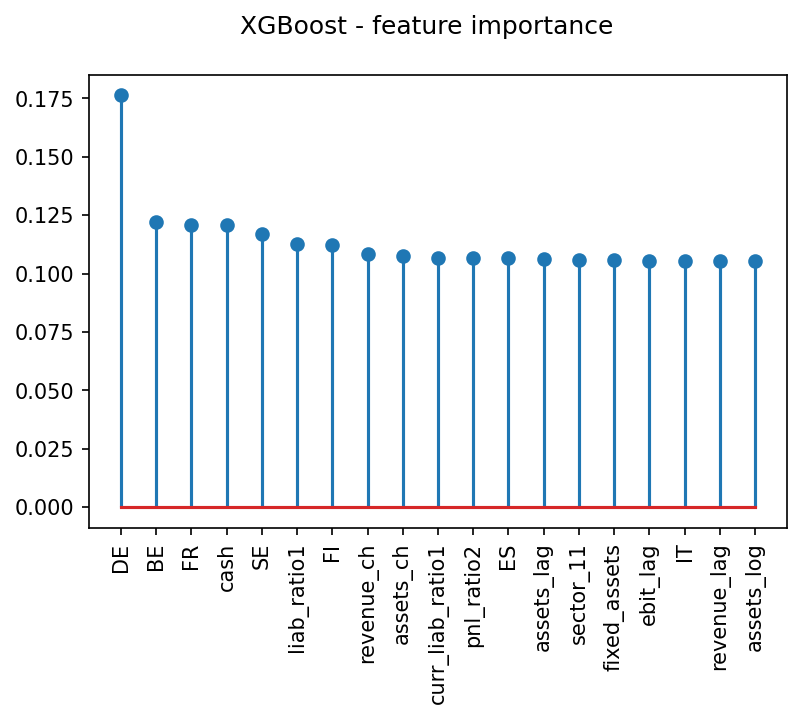 XGBoost - feature importance
0.175
0.150
0.125
0.100
0.075
0.050
0.025
0.000
DE
BE
FR
cash
SE
liab_ratio1
FI
revenue_ch
assets_ch
curr_liab_ratio1
pnl_ratio2
ES
assets_lag
sector_11
fixed_assets
ebit_lag
IT
revenue_lag
assets_log